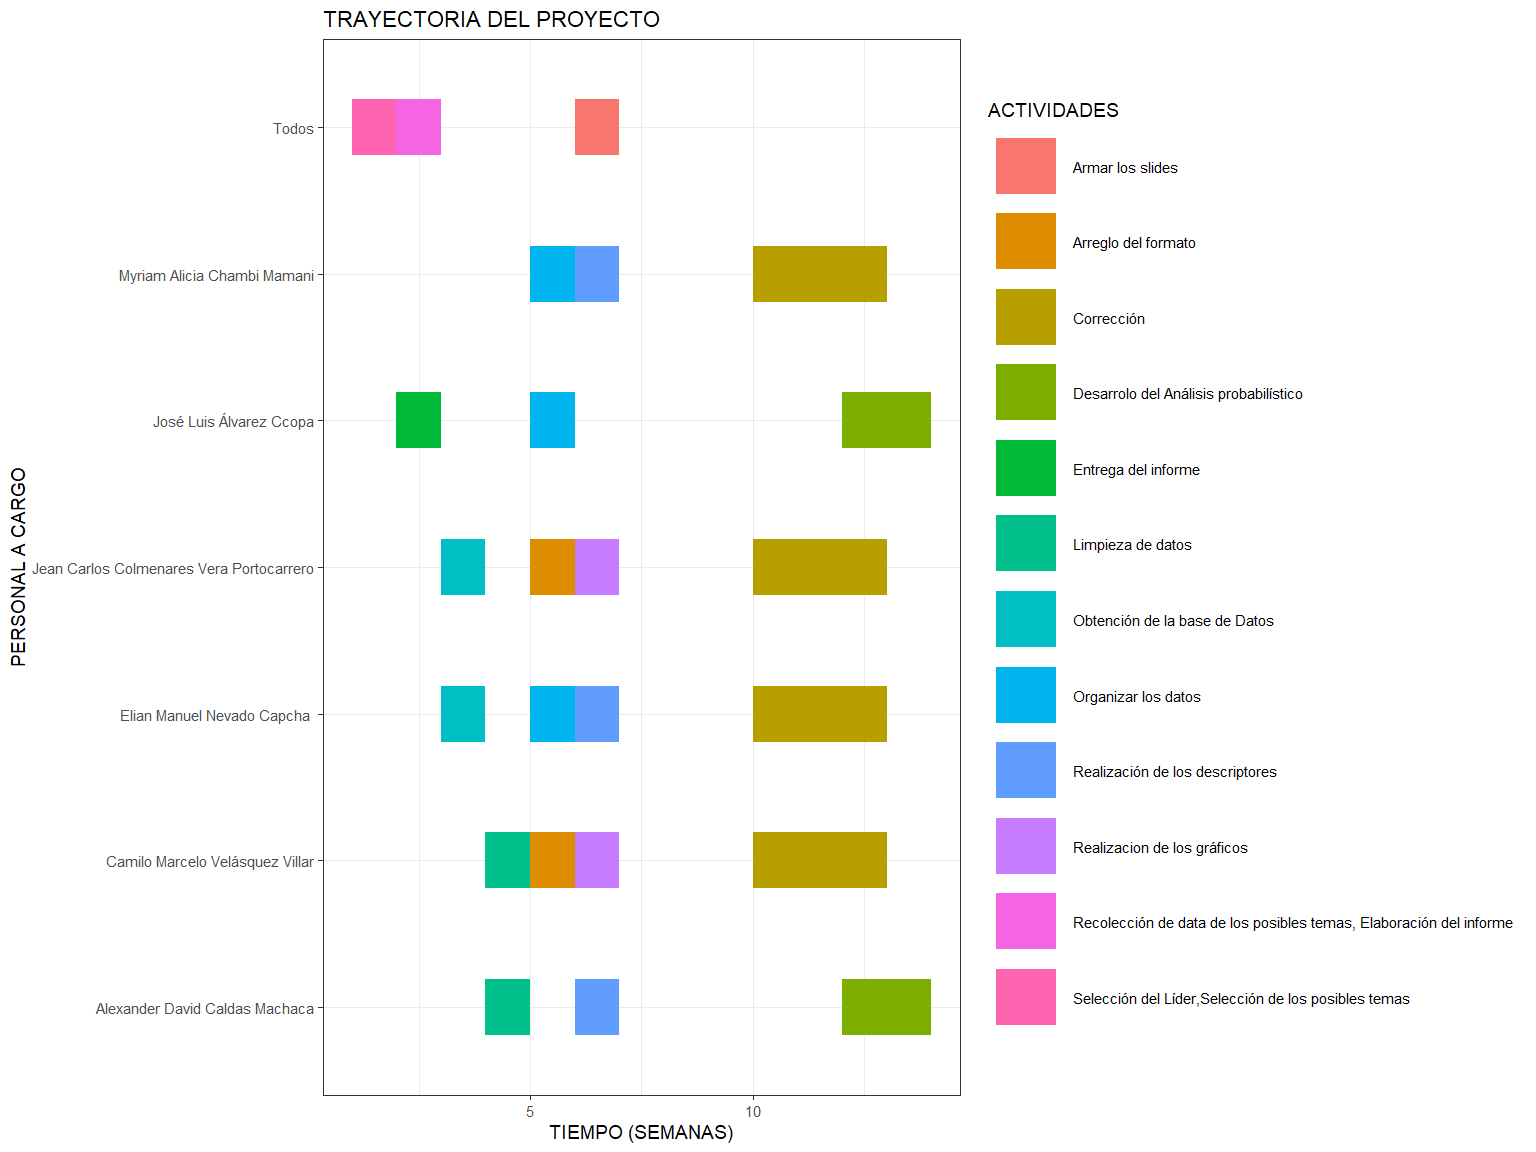 TRAYECTORIA DEL PROYECTO
Todos
Myriam Alicia Chambi Mamani
José Luis Álvarez Ccopa
Jean Carlos Colmenares Vera Portocarrero
Elian Manuel Nevado Capcha
Camilo Marcelo Velásquez Villar
Alexander David Caldas Machaca
PERSONAL A CARGO
5
10
TIEMPO (SEMANAS)
ACTIVIDADES
Armar los slides
Arreglo del formato
Corrección
Desarrolo del Análisis probabilístico
Entrega del informe
Limpieza de datos
Obtención de la base de Datos
Organizar los datos
Realización de los descriptores
Realizacion de los gráficos
Recolección de data de los posibles temas, Elaboración del informe
Selección del Líder,Selección de los posibles temas